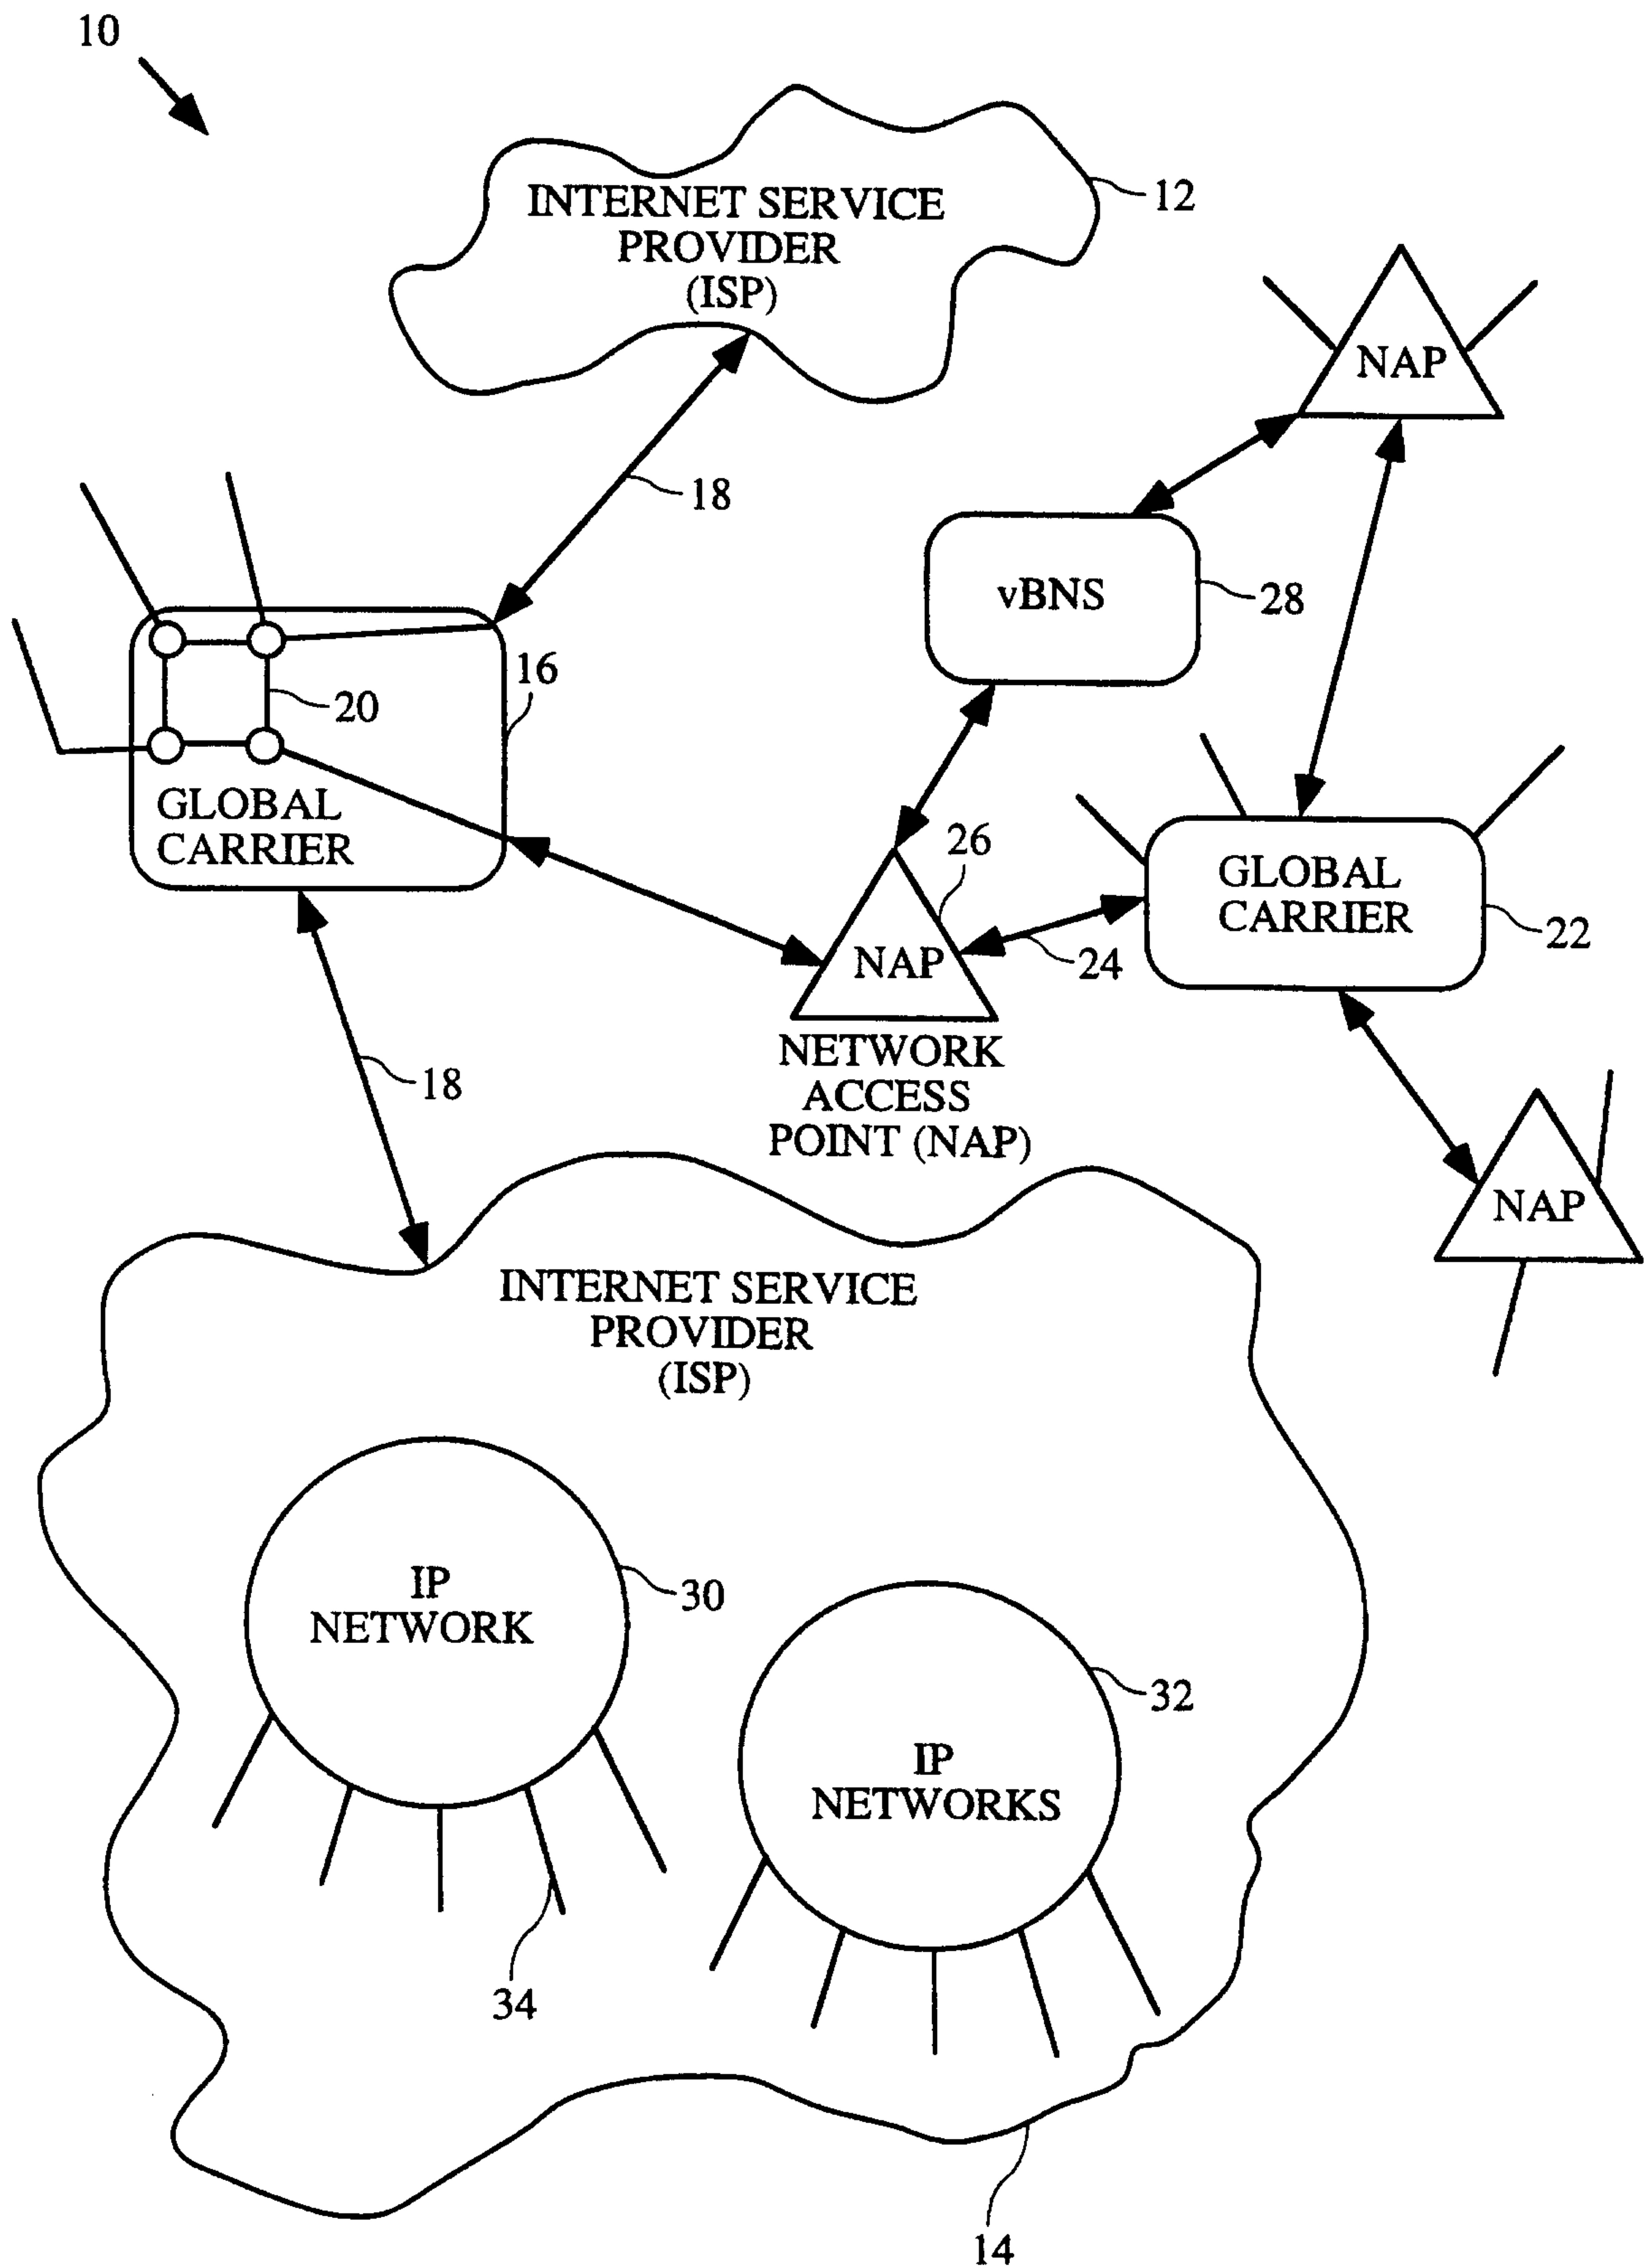 10
INTERNET SERVICE
PROVIDER
(ISP)
12
NAP
18
vBNS
28
16
20
GLOBAL
CARRIER
26
NAP
24
GLOBAL
CARRIER
22
NETWORK
ACCESS
POINT (NAP)
18
NAP
INTERNET SERVICE
PROVIDER
(ISP)
IP
NETWORK
30
32
IP
NETWORKS
34
14